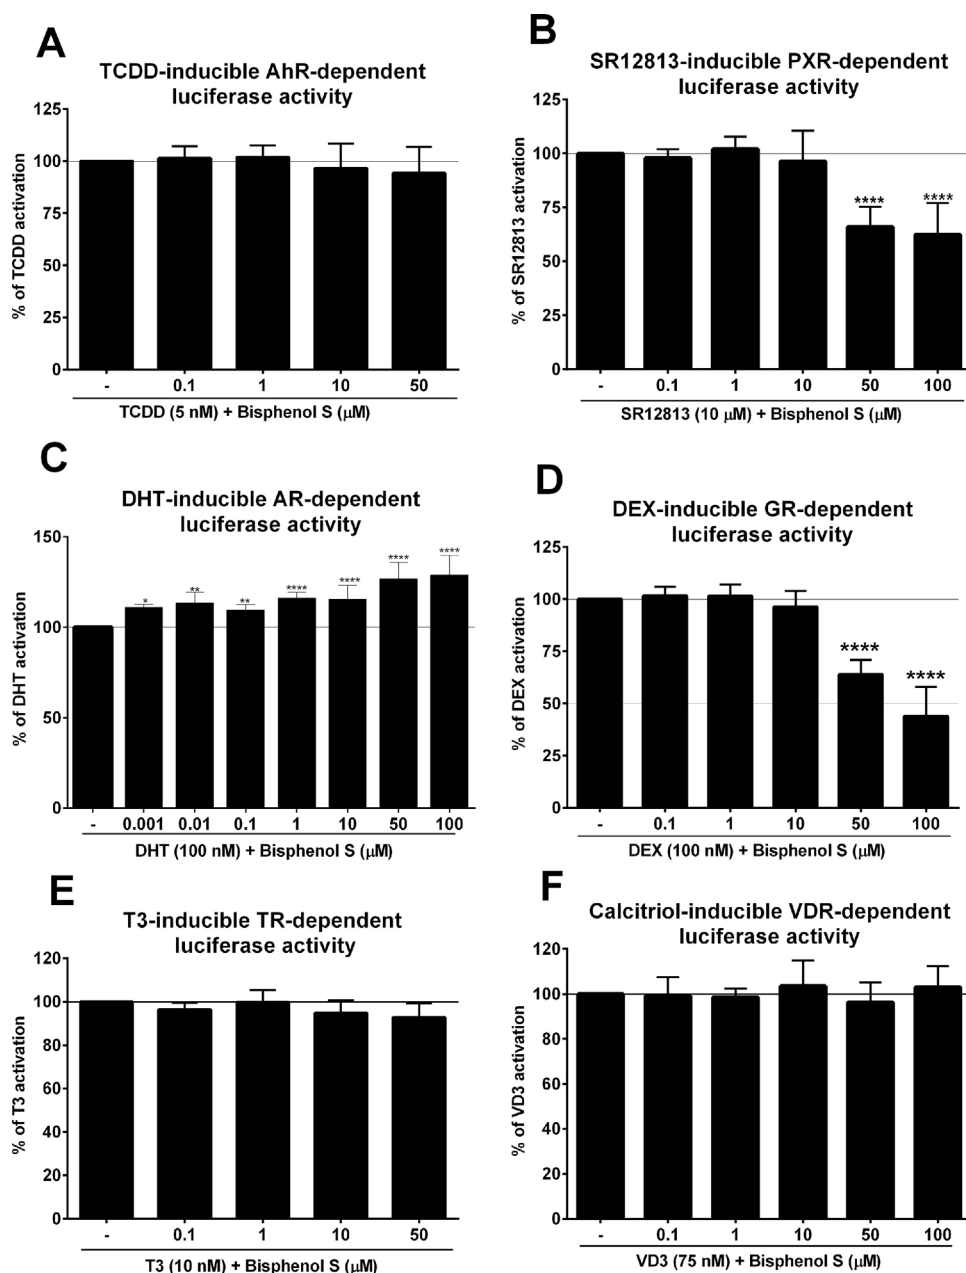 A
TCDD-inducible AhR-dependent
luciferase activity
% of TCDD activation
125
100
75
50
25
0
- 0.1 1 10 50
TCDD (5 nM) + Bisphenol S (μM)
B
SR12813-inducible PXR-dependent
luciferase activity
% of SR12813 activation
125
100
75
50
25
0
**** ****
- 0.1 1 10 50 100
SR12813 (10 μM) + Bisphenol S (μM)
C
DHT-inducible AR-dependent
luciferase activity
% of DHT activation
150
100
50
0
* ** ** **** **** **** ****
- 0.001 0.01 0.1 1 10 50 100
DHT (100 nM) + Bisphenol S (μM)
D
DEX-inducible GR-dependent
luciferase activity
% of DEX activation
125
100
75
50
25
0
**** ****
- 0.1 1 10 50 100
DEX (100 nM) + Bisphenol S (μM)
E
T3-inducible TR-dependent
luciferase activity
% of T3 activation
120
100
80
60
40
20
0
- 0.1 1 10 50
T3 (10 nM) + Bisphenol S (μM)
F
Calcitriol-inducible VDR-dependent
luciferase activity
% of VD3 activation
120
100
80
60
40
20
0
- 0.1 1 10 50 100
VD3 (75 nM) + Bisphenol S (μM)